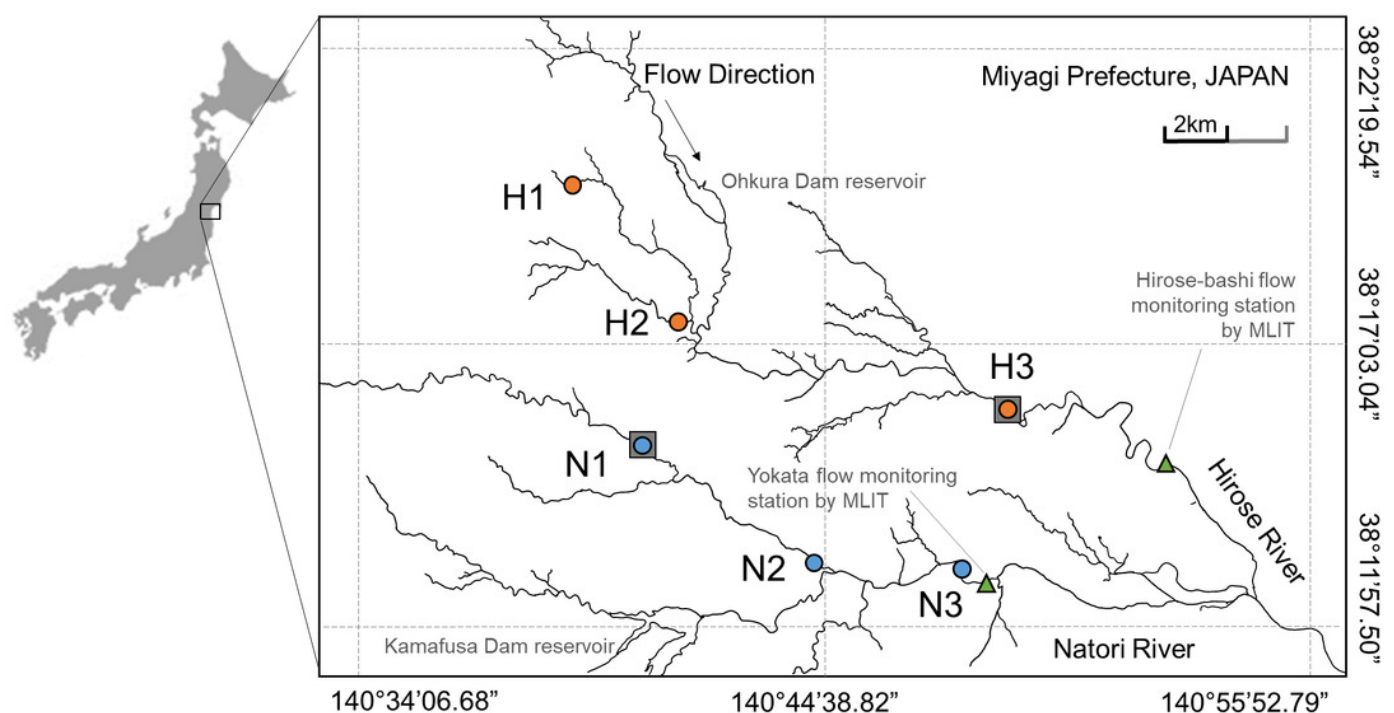 Flow Direction
Miyagi Prefecture, JAPAN
2km
38°22’19.54”
Ohkura Dam reservoir
H1
Hirose-bashi flow
monitoring station
by MLIT
H2
38°17’03.04”
H3
N1
Yokata flow monitoring
station by MLIT
Hirose River
38°11’57.50”
N2
N3
Kamafusa Dam reservoir
Natori River
140°34’06.68”
140°44’38.82”
140°55’52.79”